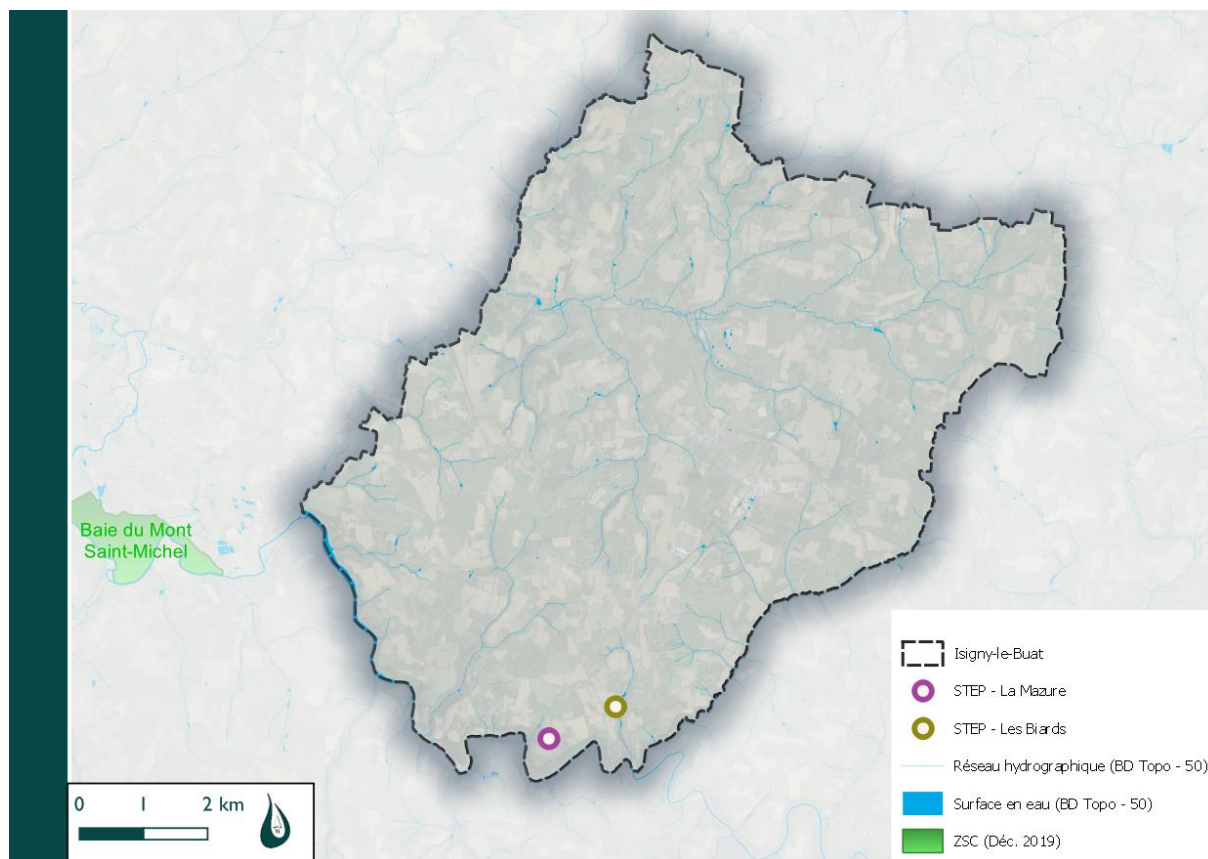 Baie du Mont
Saint-Michel
Isigny-le-Buat
STEP - La Mazure
STEP - Les Biards
Réseau hydrographique (BD Topo - 50)
Surface en eau (BD Topo - 50)
ZSC (Déc. 2019)
0 1 2 km
N